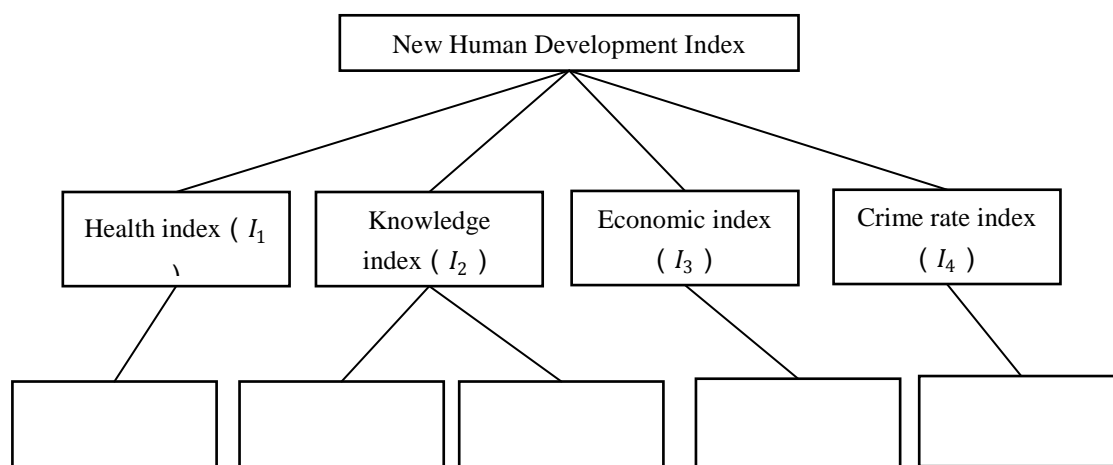 New Human Development Index
Health index ( I₁
)
Knowledge
index ( I₂ )
Economic index
( I₃ )
Crime rate index
( I₄ )